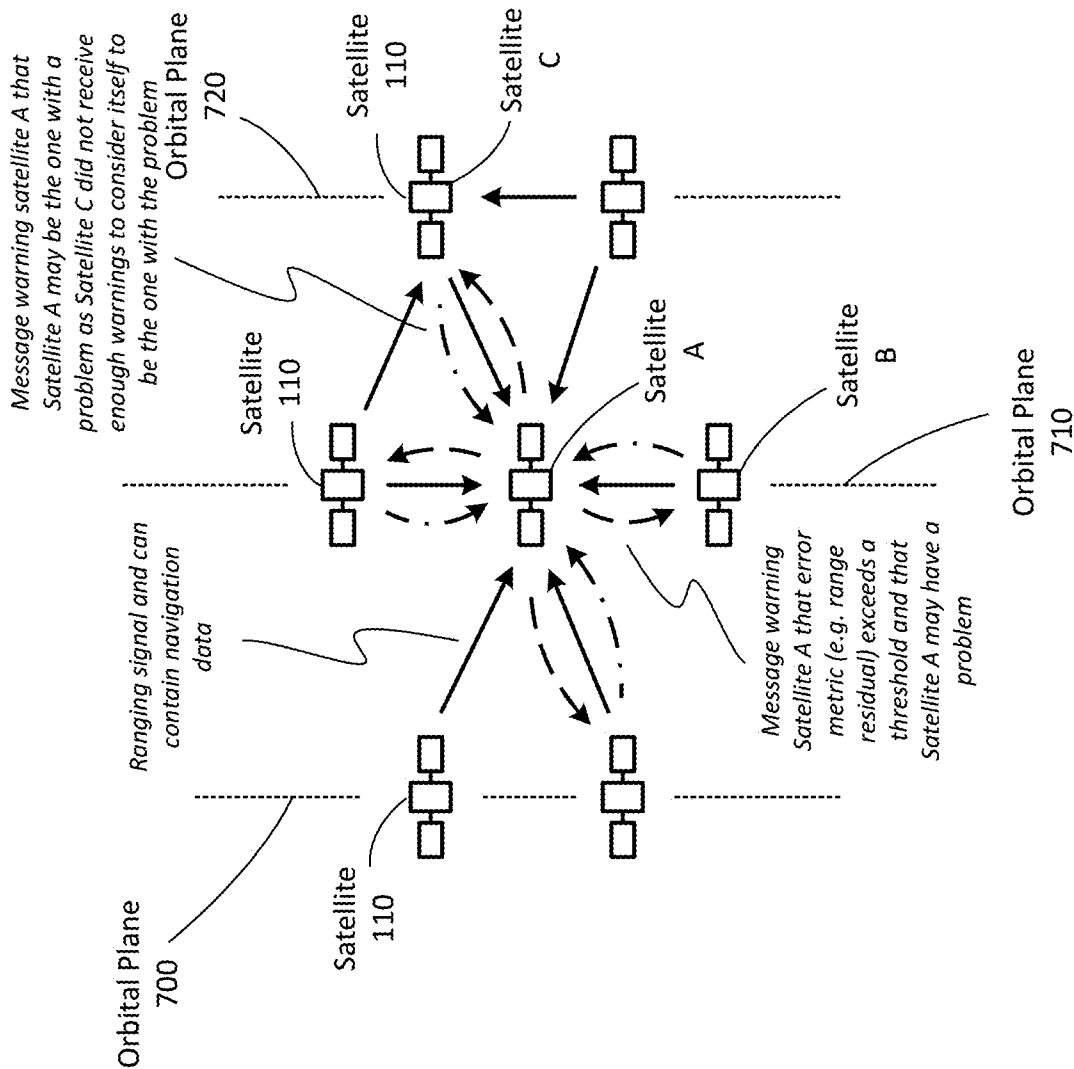 Message warning satellite A that
Satellite A may be the one with a
problem as Satellite C did not receive
enough warnings to consider itself to
be the one with the problem
Orbital Plane
720
Satellite
110
Satellite
C
Satellite
110
Ranging signal and can
contain navigation
data
Orbital Plane
700
Satellite
110
Satellite
A
Satellite
B
Message warning
Satellite A that error
metric (e.g. range
residual) exceeds a
threshold and that
Satellite A may have a
problem
Orbital Plane
710